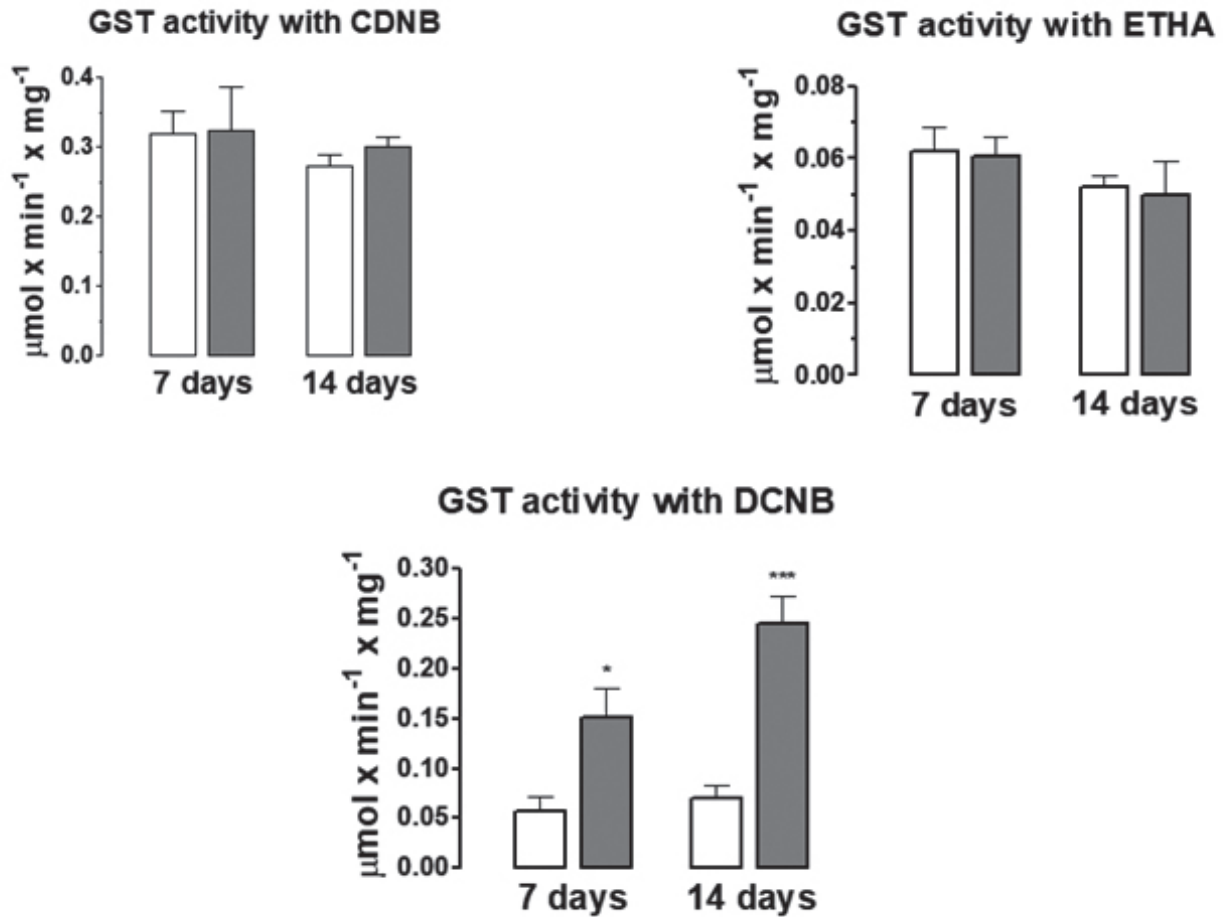 GST activity with CDNB
μmol x min⁻¹ x mg⁻¹
0.4
0.3
0.2
0.1
0.0
7 days 14 days
GST activity with ETHA
μmol x min⁻¹ x mg⁻¹
0.08
0.06
0.04
0.02
0.00
7 days 14 days
GST activity with DCNB
μmol x min⁻¹ x mg⁻¹
0.30
0.25
0.20
0.15
0.10
0.05
0.00
***
*
7 days 14 days